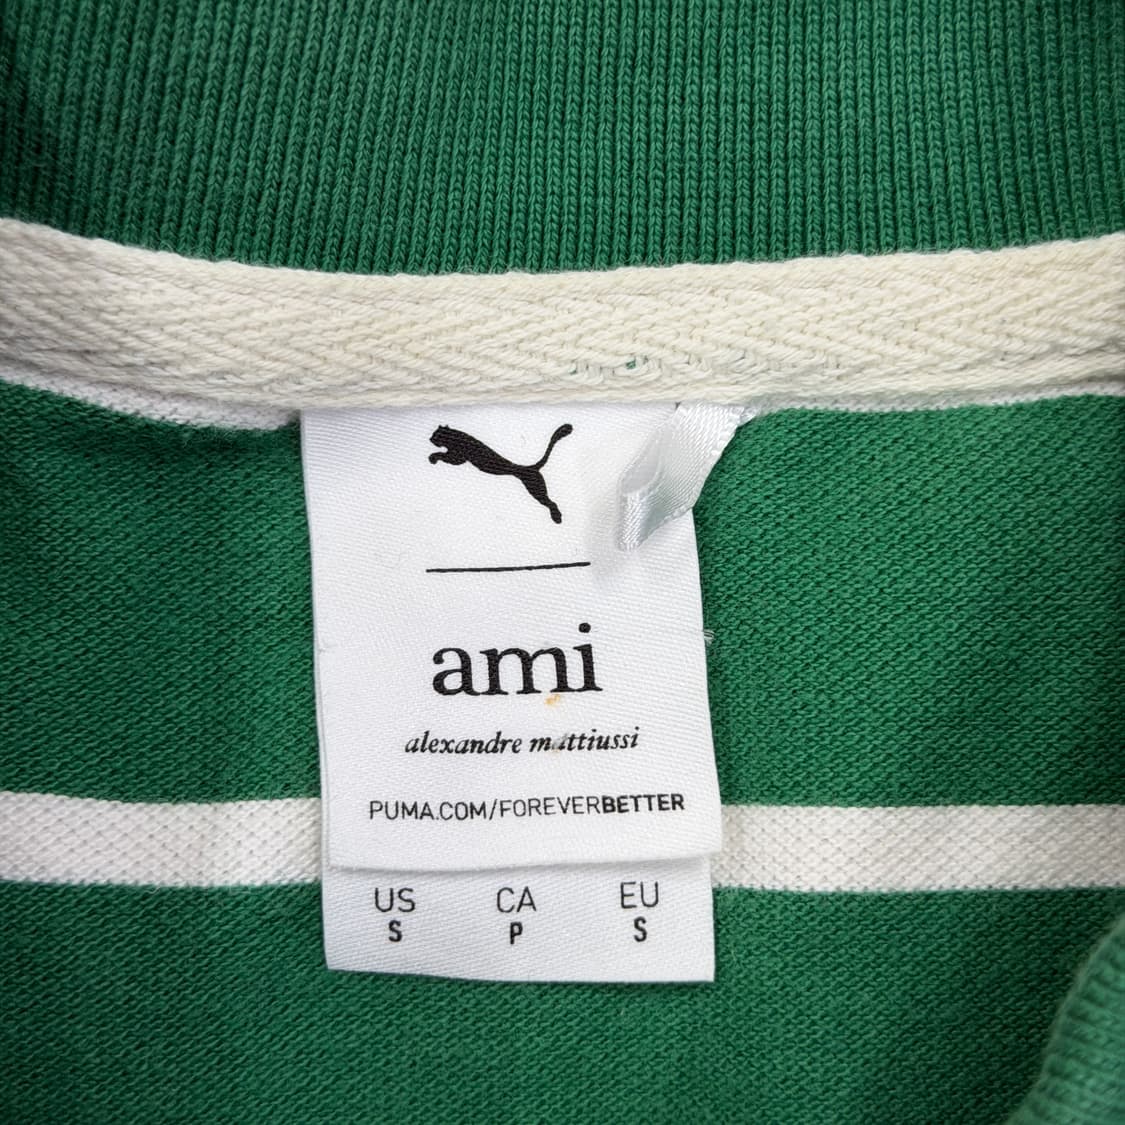 ami
alexandre mattiussi
PUMA.COM/FOREVERBETTER
US CA EU
S P S